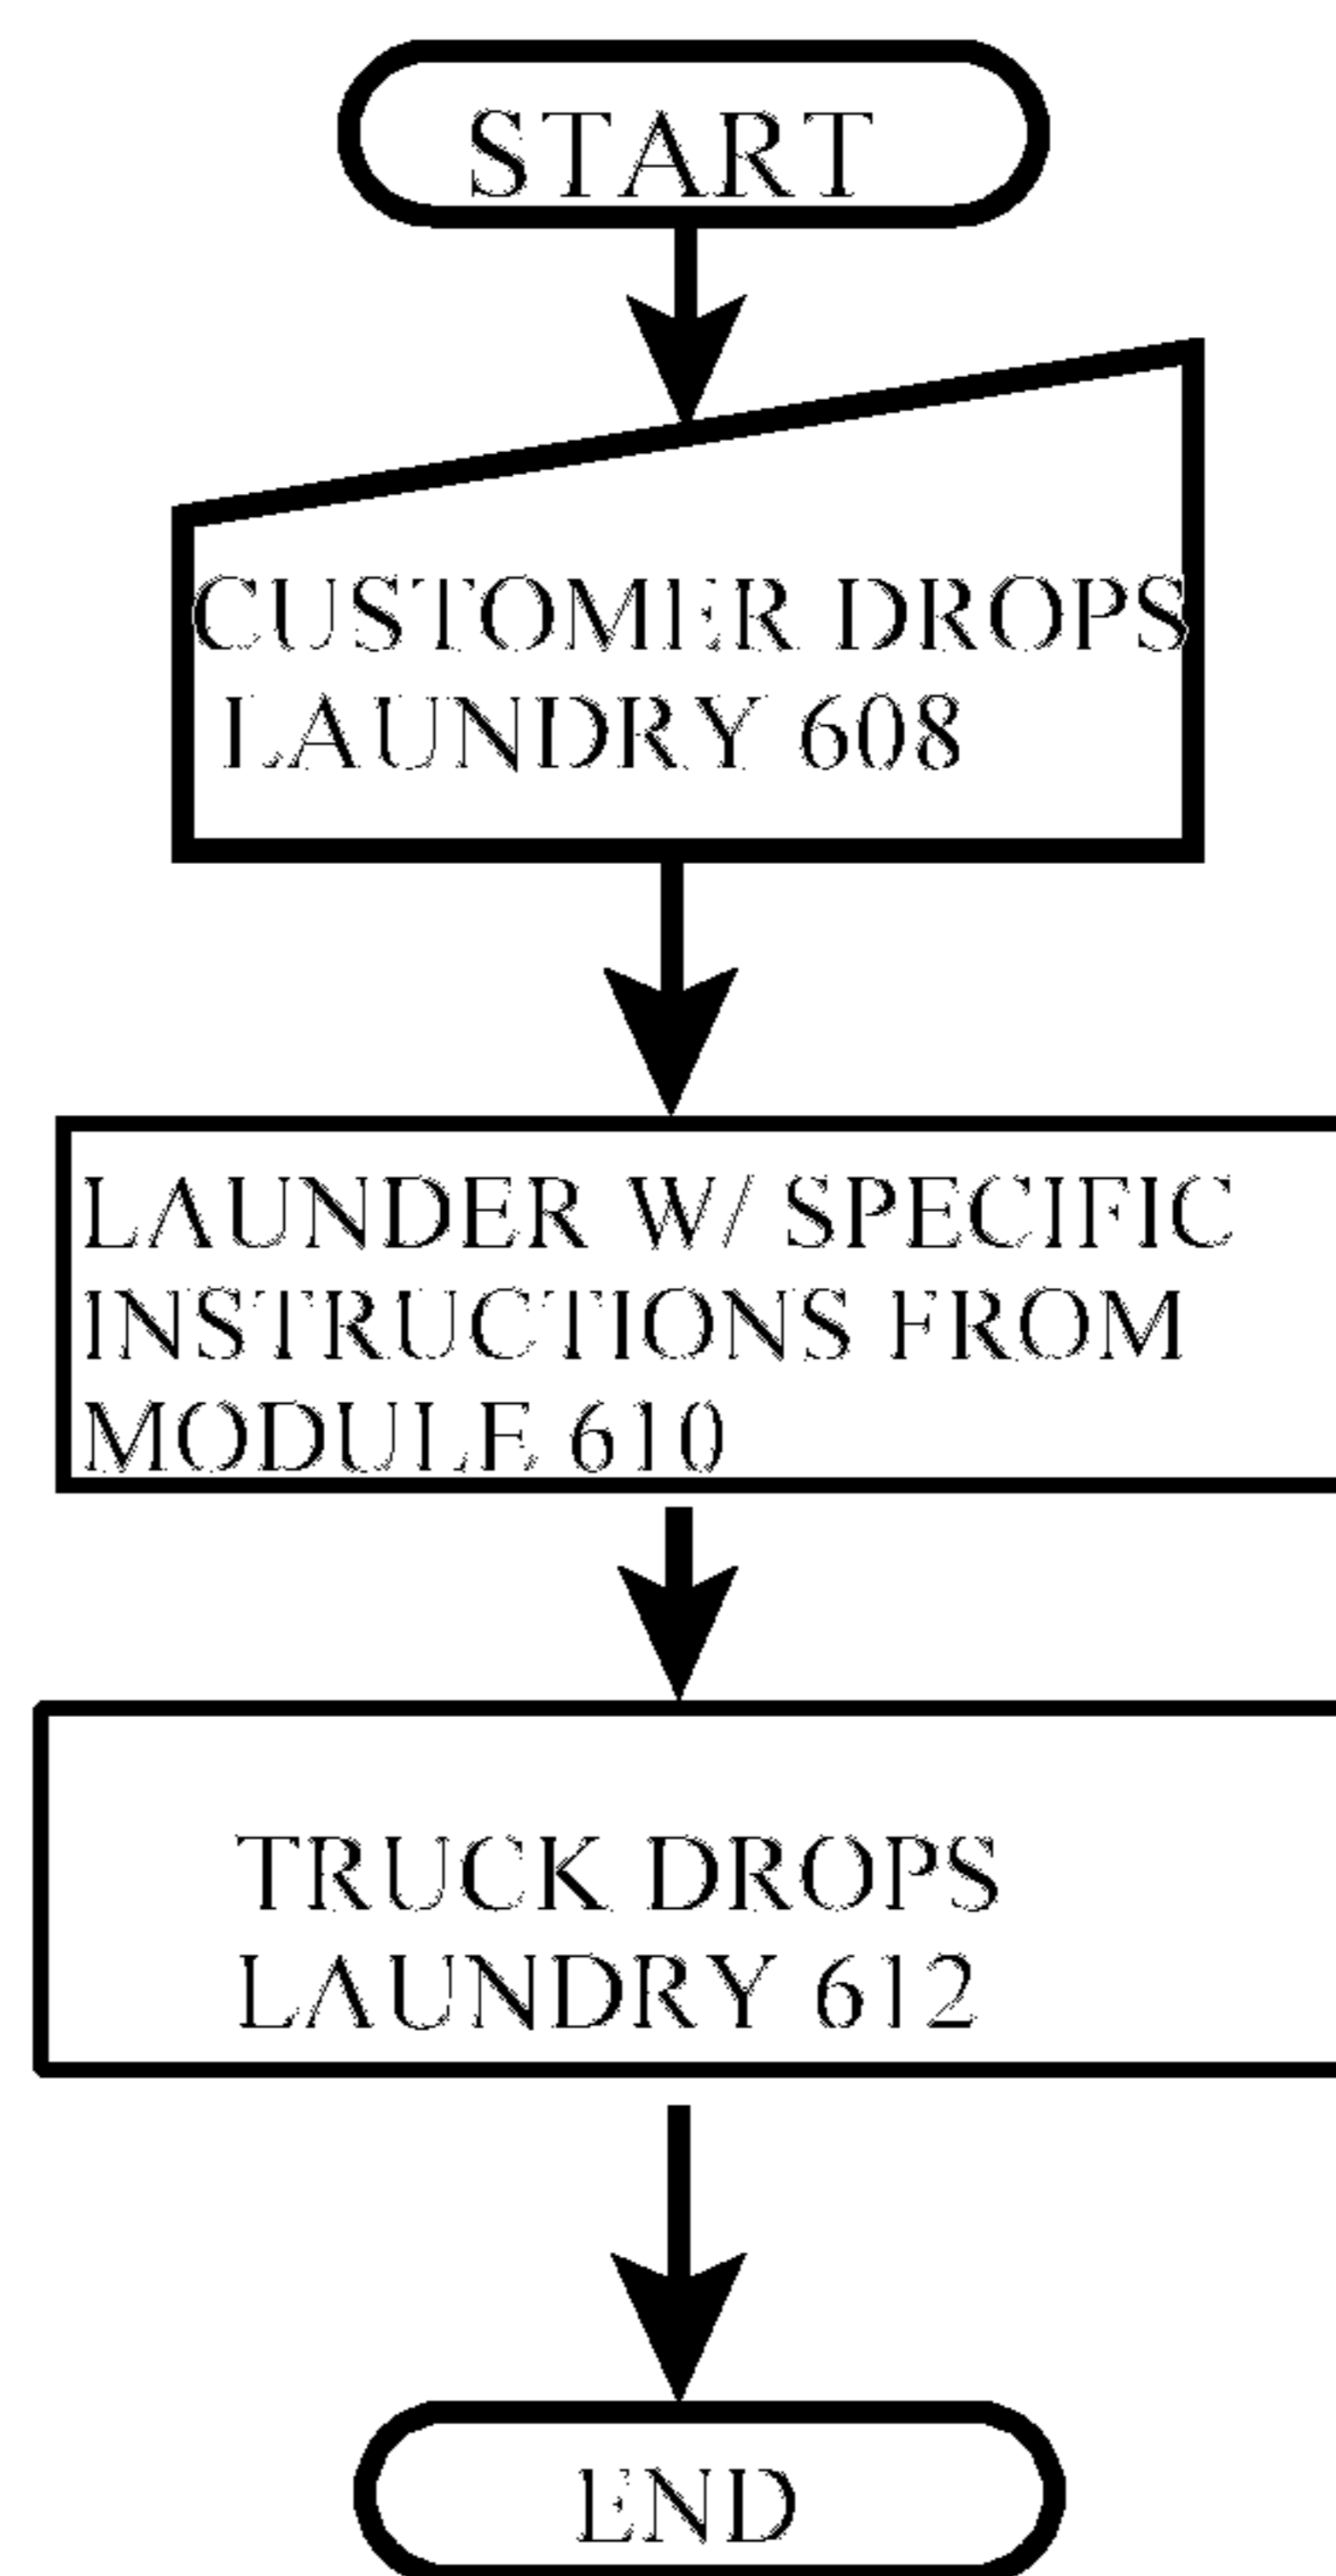 START
CUSTOMER DROPS
LAUNDRY 608
LAUNDER W/ SPECIFIC
INSTRUCTIONS FROM
MODULE 610
TRUCK DROPS
LAUNDRY 612
END